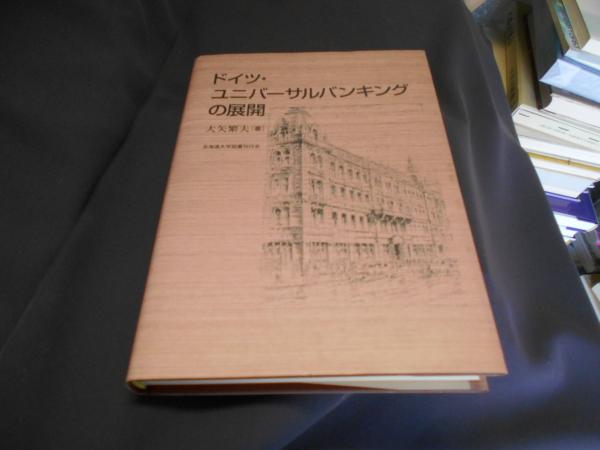 ドイツ・
ユニバーサルバンキング
の展開
大矢繁夫［著］
北海道大学図書刊行会